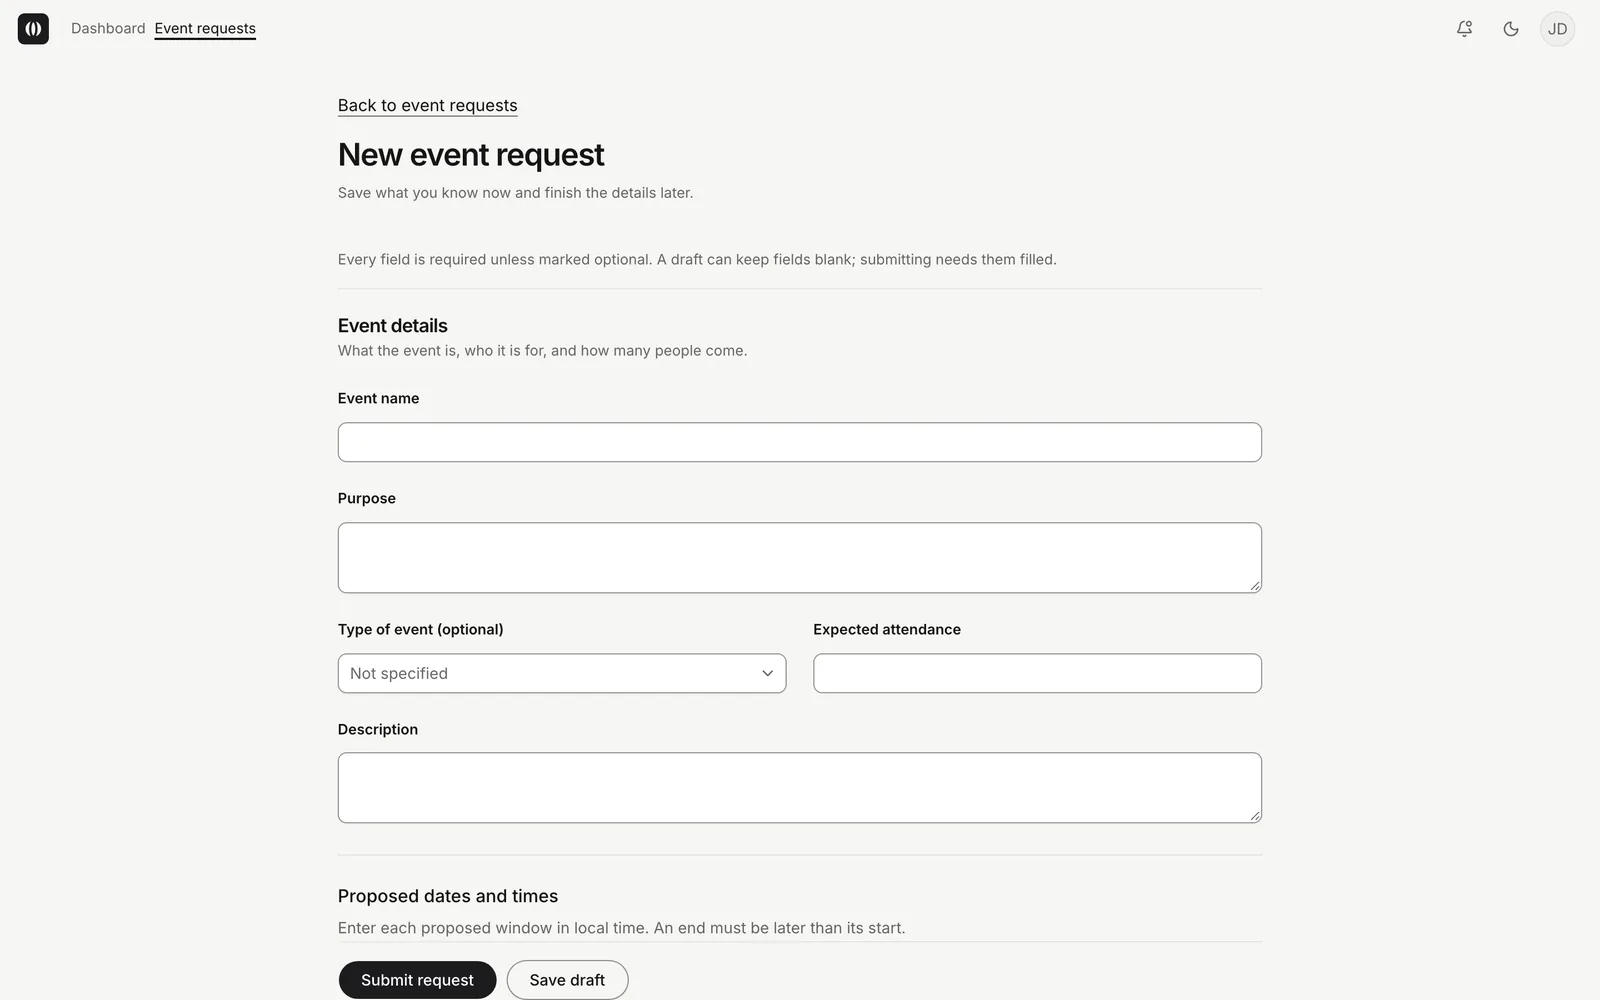 Dashboard Event requests JD
Back to event requests
New event request
Save what you know now and finish the details later.
Every field is required unless marked optional. A draft can keep fields blank; submitting needs them filled.
Event details
What the event is, who it is for, and how many people come.
Event name
Purpose
Type of event (optional) Expected attendance
Not specified
Description
Proposed dates and times
Enter each proposed window in local time. An end must be later than its start.
Submit request Save draft